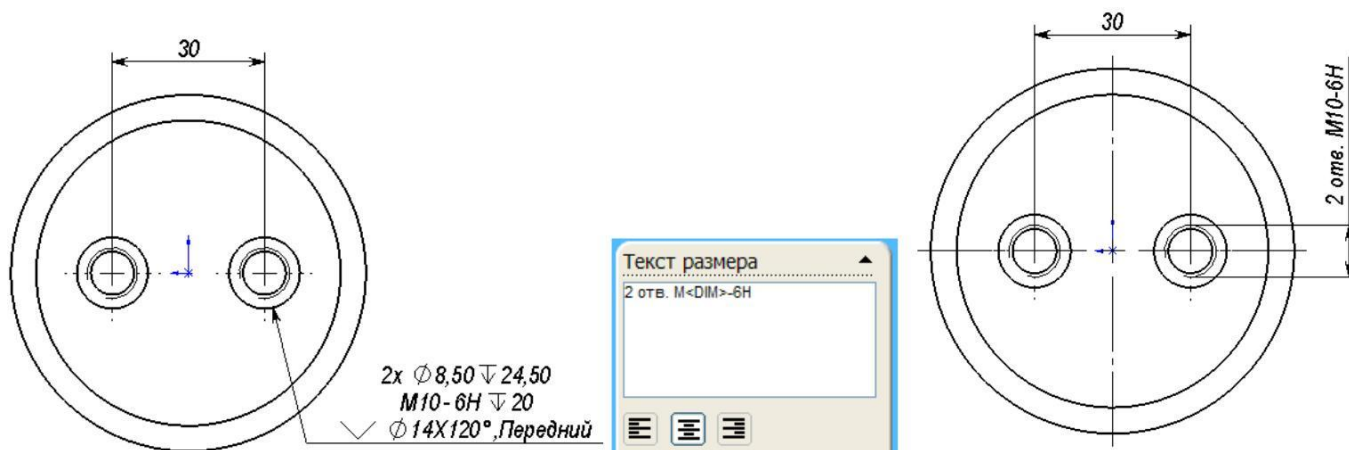 30
2x ∅8,50 ↧ 24,50
M10-6H ↧ 20
⌵ ∅14X120°,Передний
Текст размера
2 отв. M<DIM>-6H
30
2 отв. M10-6H